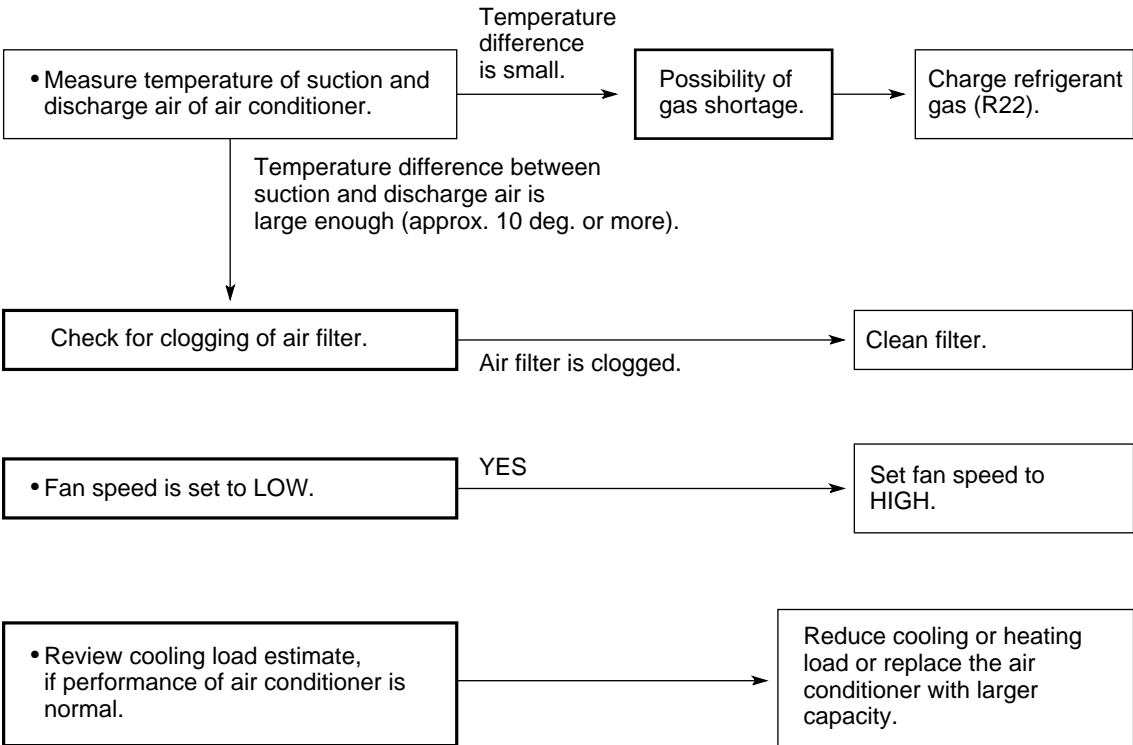 Temperature
difference
is small.
• Measure temperature of suction and
discharge air of air conditioner.
Possibility of
gas shortage.
Charge refrigerant
gas (R22).
Temperature difference between
suction and discharge air is
large enough (approx. 10 deg. or more).
Check for clogging of air filter.
Air filter is clogged.
Clean filter.
• Fan speed is set to LOW.
YES
Set fan speed to
HIGH.
• Review cooling load estimate,
if performance of air conditioner is
normal.
Reduce cooling or heating
load or replace the air
conditioner with larger
capacity.